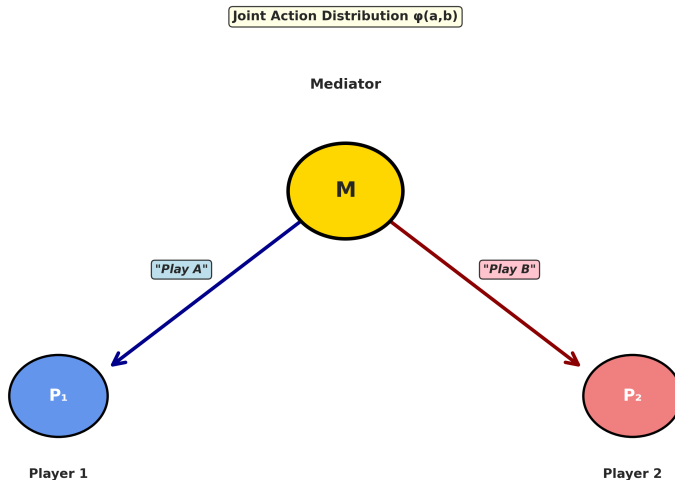 Joint Action Distribution φ(a,b)
Mediator
M
"Play A"
"Play B"
P₁
P₂
Player 1
Player 2